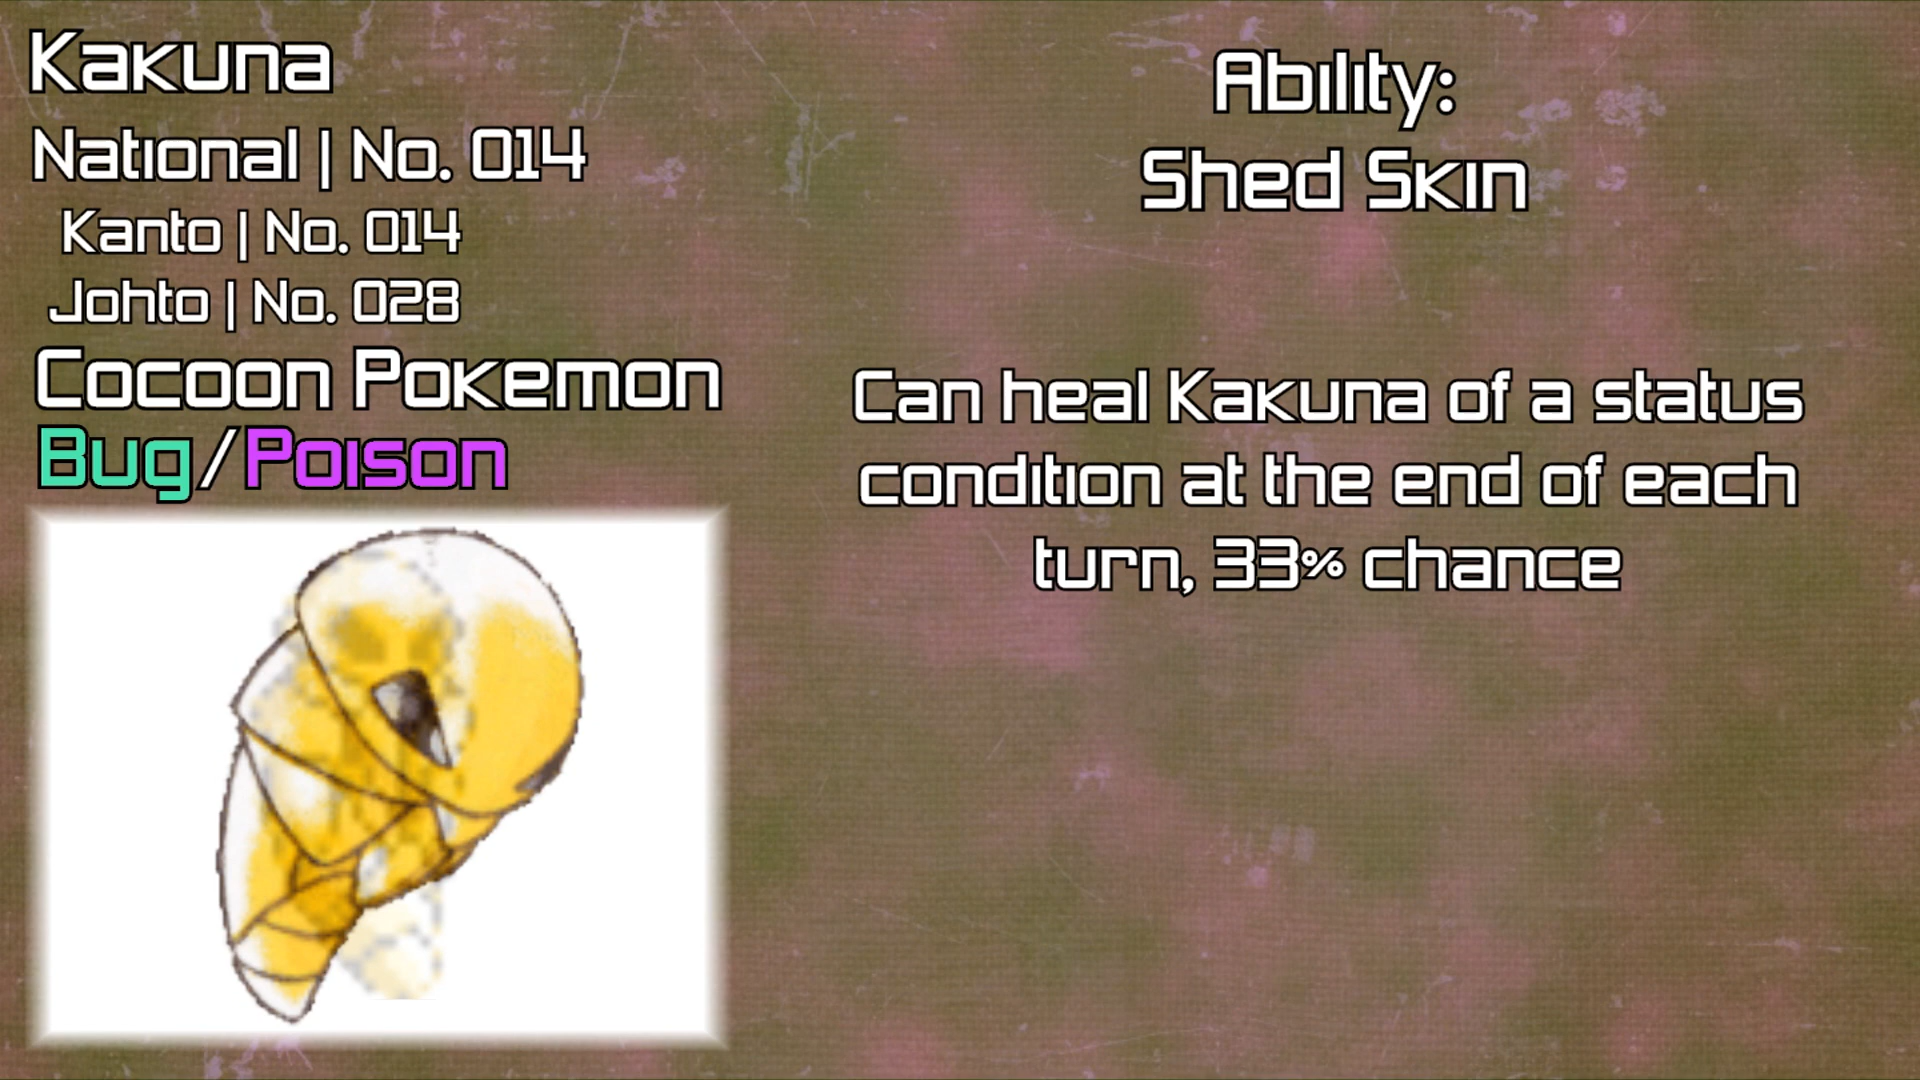 Kakuna
National | No. 014
Kanto | No. 014
Johto | No. 028
Cocoon Pokemon
Bug/Poison
Ability:
Shed Skin
Can heal Kakuna of a status
condition at the end of each
turn, 33% chance